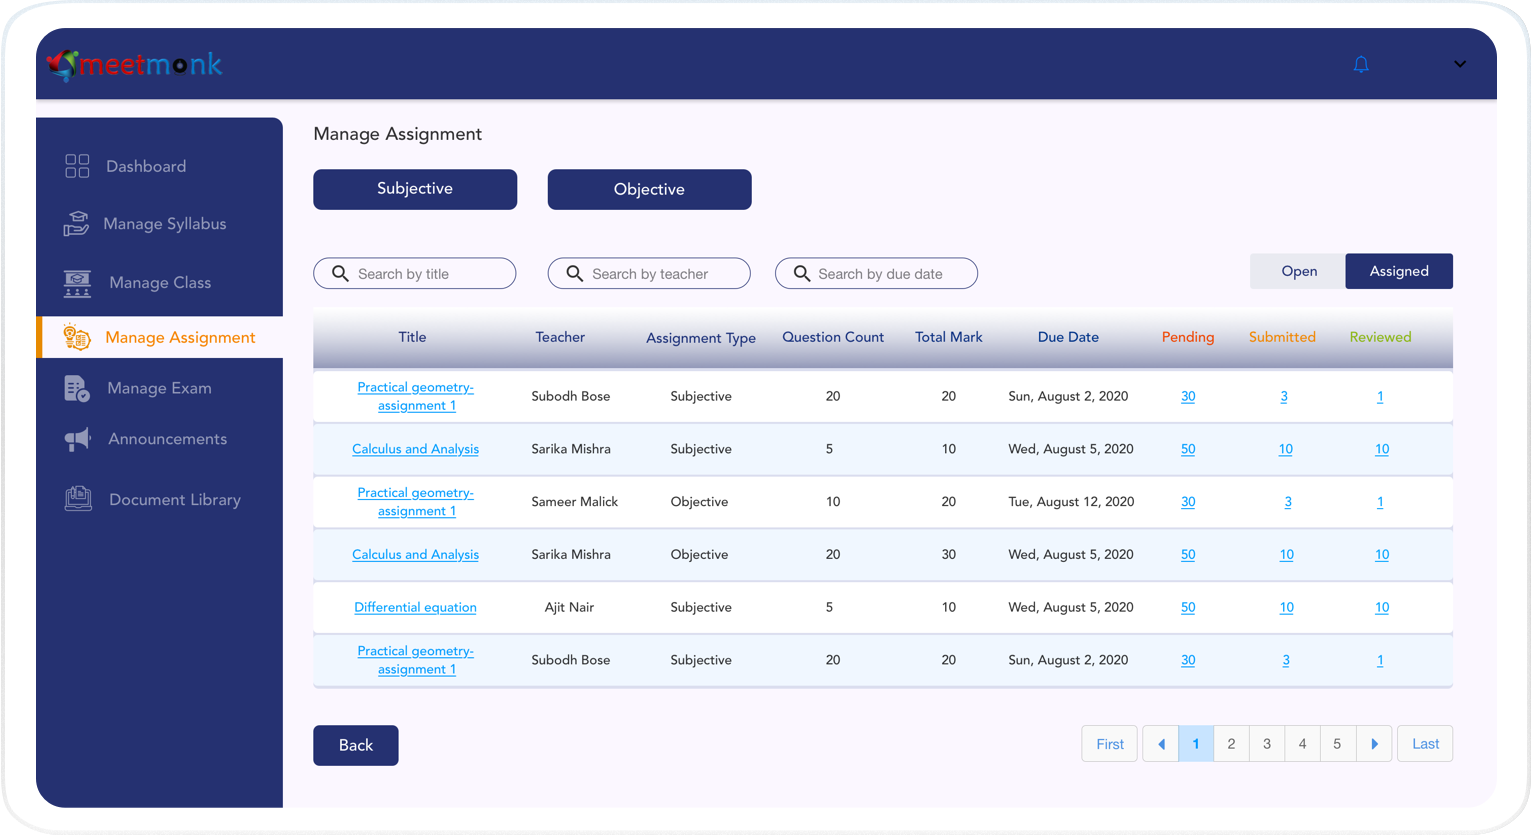 meetmonk
Manage Assignment
Subjective Objective
Dashboard
Manage Syllabus
Manage Class
Manage Assignment
Manage Exam
Announcements
Document Library
Search by title Search by teacher Search by due date Open Assigned
Title Teacher Assignment Type Question Count Total Mark Due Date Pending Submitted Reviewed
Practical geometry-
assignment 1 Subodh Bose Subjective 20 20 Sun, August 2, 2020 30 3 1
Calculus and Analysis Sarika Mishra Subjective 5 10 Wed, August 5, 2020 50 10 10
Practical geometry-
assignment 1 Sameer Malick Objective 10 20 Tue, August 12, 2020 30 3 1
Calculus and Analysis Sarika Mishra Objective 20 30 Wed, August 5, 2020 50 10 10
Differential equation Ajit Nair Subjective 5 10 Wed, August 5, 2020 50 10 10
Practical geometry-
assignment 1 Subodh Bose Subjective 20 20 Sun, August 2, 2020 30 3 1
Back First 1 2 3 4 5 Last